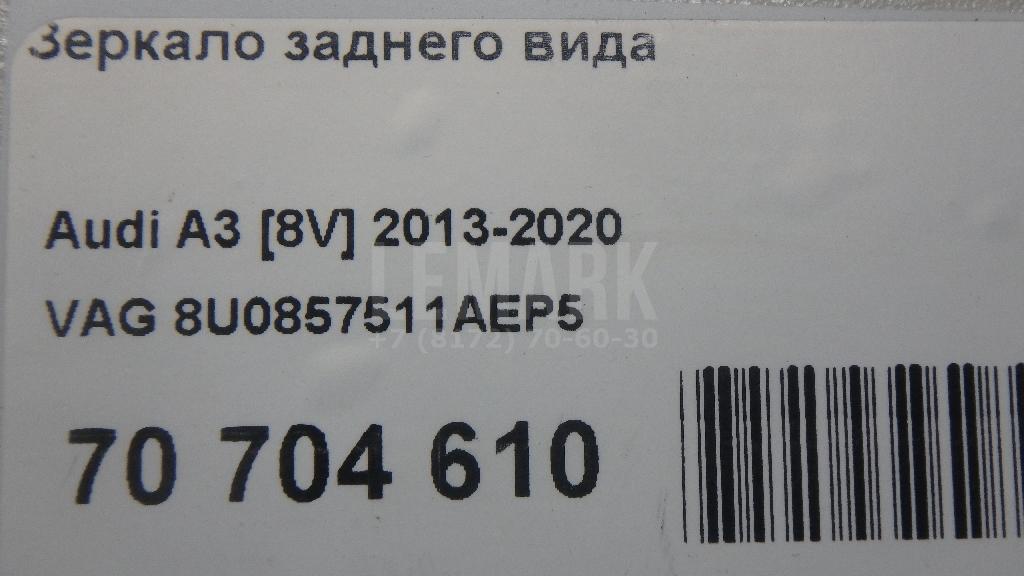 Зеркало заднего вида
Audi A3 [8V] 2013-2020
LEMARK
VAG 8U0857511AEP5
+7 (8172) 70-60-30
70 704 610